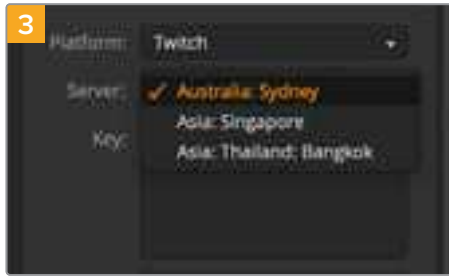 3
Platform: Twitch
Server: ✓ Australia: Sydney
Asia: Singapore
Key:
Asia: Thailand: Bangkok